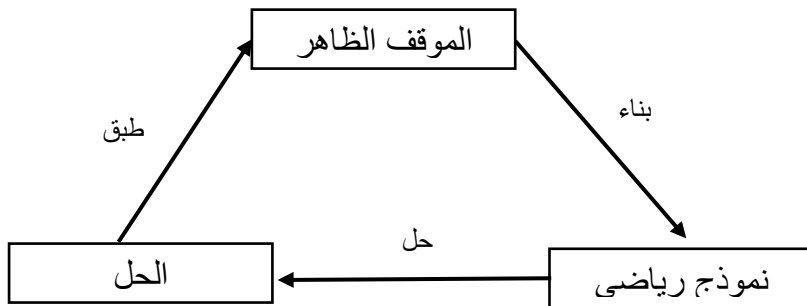 الموقف الظاهر
بناء
طبق
حل
نموذج رياضي
الحل